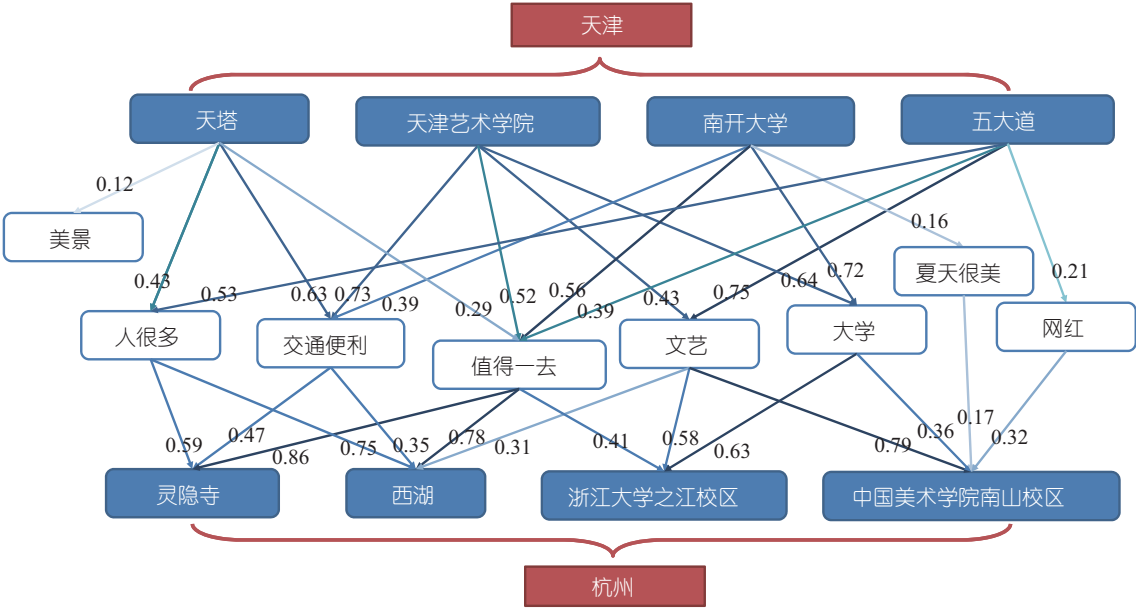 天津
天塔
天津艺术学院
南开大学
五大道
0.12
0.16
美景
夏天很美
0.43
0.53
0.63
0.73
0.39
0.29
0.52
0.56
0.39
0.43
0.75
0.64
0.72
0.21
人很多
交通便利
值得一去
文艺
大学
网红
0.59
0.47
0.86
0.75
0.35
0.78
0.31
0.41
0.58
0.63
0.79
0.36
0.17
0.32
灵隐寺
西湖
浙江大学之江校区
中国美术学院南山校区
杭州